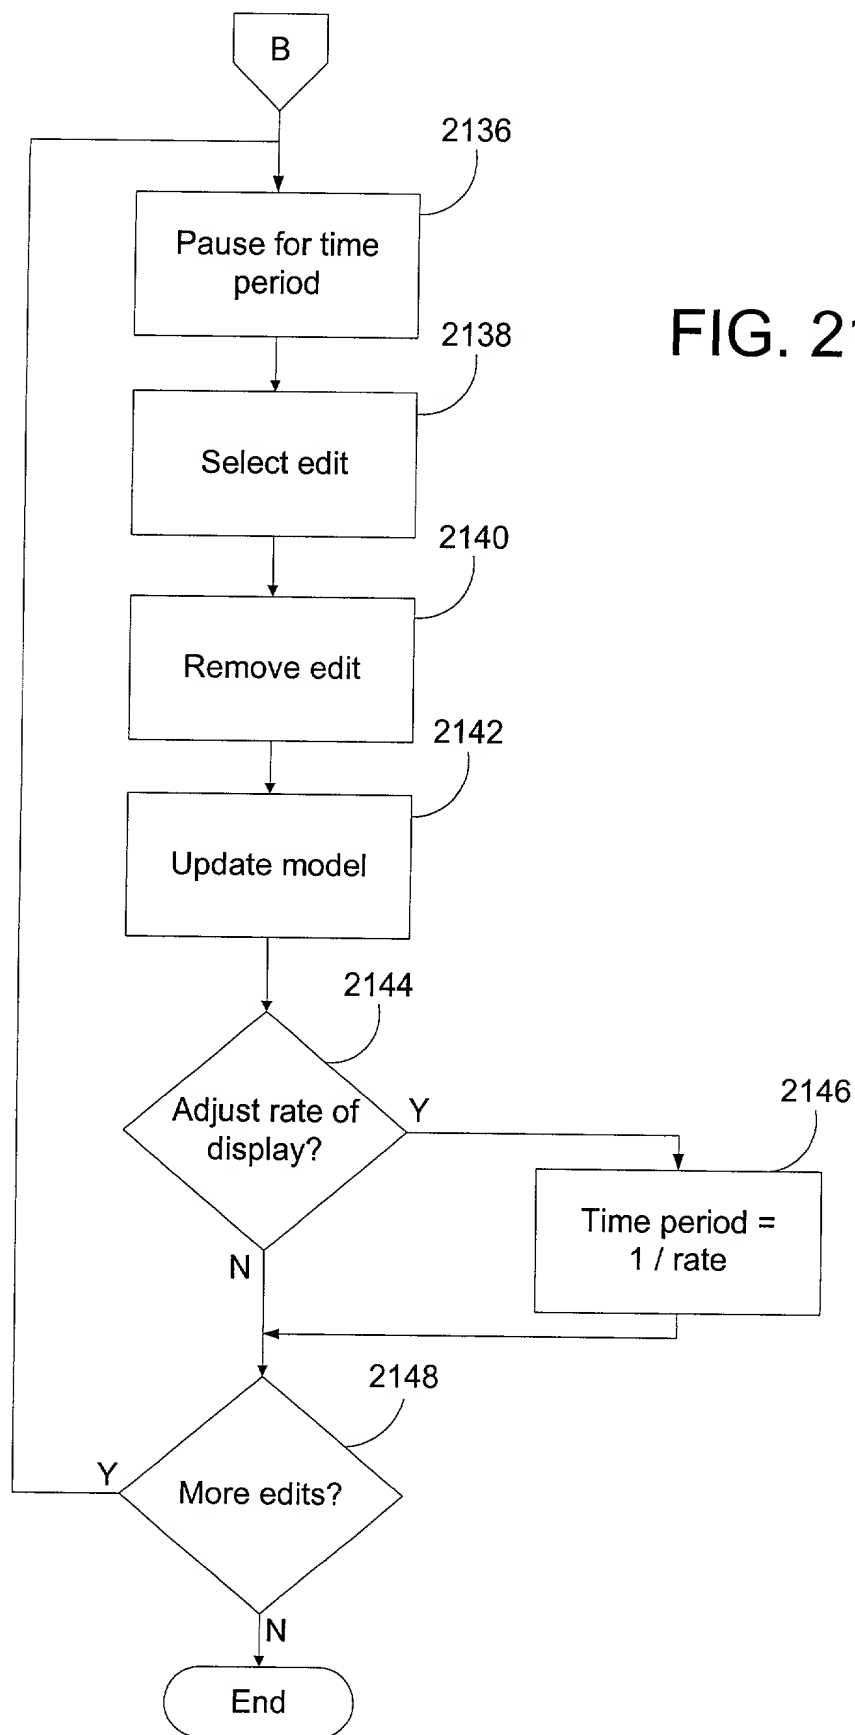 B
2136
Pause for time
period
FIG. 21
2138
Select edit
2140
Remove edit
2142
Update model
2144
Adjust rate of
display?
Y
2146
Time period =
1 / rate
N
2148
Y
More edits?
N
End